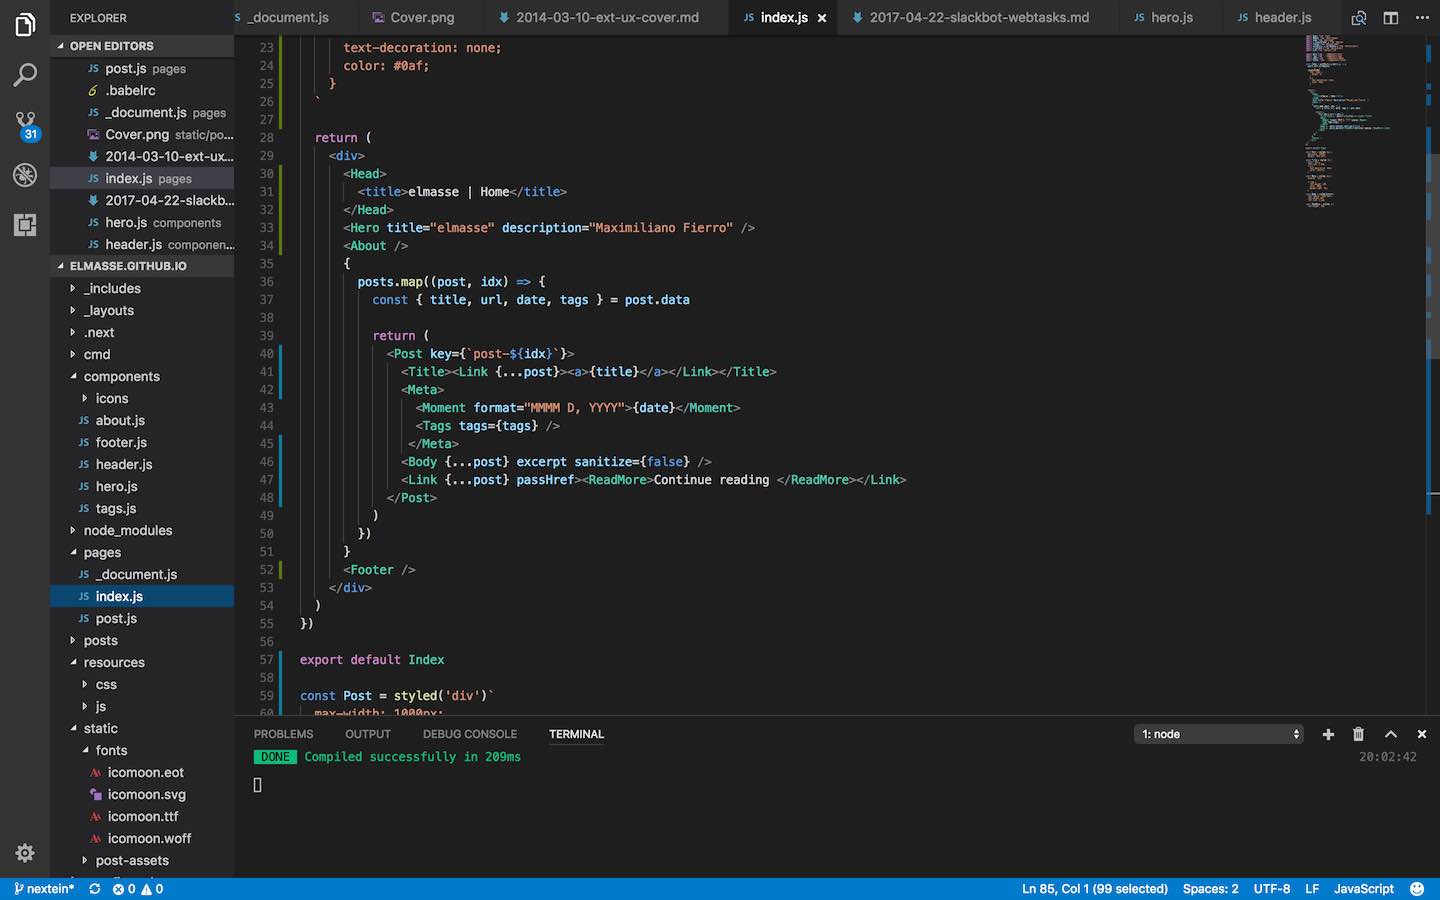 EXPLORER
OPEN EDITORS
JS post.js pages
.babelrc
JS _document.js pages
Cover.png static/po...
2014-03-10-ext-ux...
JS index.js pages
2017-04-22-slackb...
JS hero.js components
JS header.js componen...
ELMASSE.GITHUB.IO
_includes
_layouts
.next
cmd
components
icons
JS about.js
JS footer.js
JS header.js
JS hero.js
JS tags.js
node_modules
pages
JS _document.js
JS index.js
JS post.js
posts
resources
css
js
static
fonts
icomoon.eot
icomoon.svg
icomoon.ttf
icomoon.woff
post-assets
31
S _document.js Cover.png 2014-03-10-ext-ux-cover.md JS index.js 2017-04-22-slackbot-webtasks.md JS hero.js JS header.js
23 text-decoration: none;
24 color: #0af;
25 }
26 `
27
28 return (
29 <div>
30 <Head>
31 <title>elmasse | Home</title>
32 </Head>
33 <Hero title="elmasse" description="Maximiliano Fierro" />
34 <About />
35 {
36 posts.map((post, idx) => {
37 const { title, url, date, tags } = post.data
38
39 return (
40 <Post key={`post-${idx}`}>
41 <Title><Link {...post}><a>{title}</a></Link></Title>
42 <Meta>
43 <Moment format="MMMM D, YYYY">{date}</Moment>
44 <Tags tags={tags} />
45 </Meta>
46 <Body {...post} excerpt sanitize={false} />
47 <Link {...post} passHref><ReadMore>Continue reading </ReadMore></Link>
48 </Post>
49 )
50 })
51 }
52 <Footer />
53 </div>
54 )
55 })
56
57 export default Index
58
59 const Post = styled('div')`
60 max-width: 1000px;
PROBLEMS OUTPUT DEBUG CONSOLE TERMINAL 1: node
DONE Compiled successfully in 209ms 20:02:42
nextein* 0 0 Ln 85, Col 1 (99 selected) Spaces: 2 UTF-8 LF JavaScript